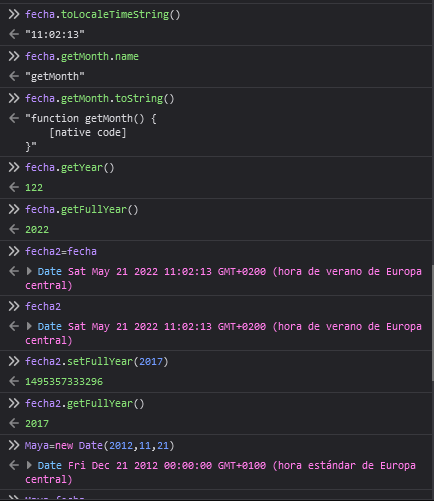 fecha.toLocaleTimeString()
"11:02:13"
fecha.getMonth.name
"getMonth"
fecha.getMonth.toString()
"function getMonth() {
[native code]
}"
fecha.getYear()
122
fecha.getFullYear()
2022
fecha2=fecha
Date Sat May 21 2022 11:02:13 GMT+0200 (hora de verano de Europa
central)
fecha2
Date Sat May 21 2022 11:02:13 GMT+0200 (hora de verano de Europa
central)
fecha2.setFullYear(2017)
1495357333296
fecha2.getFullYear()
2017
Maya=new Date(2012,11,21)
Date Fri Dec 21 2012 00:00:00 GMT+0100 (hora estándar de Europa
central)